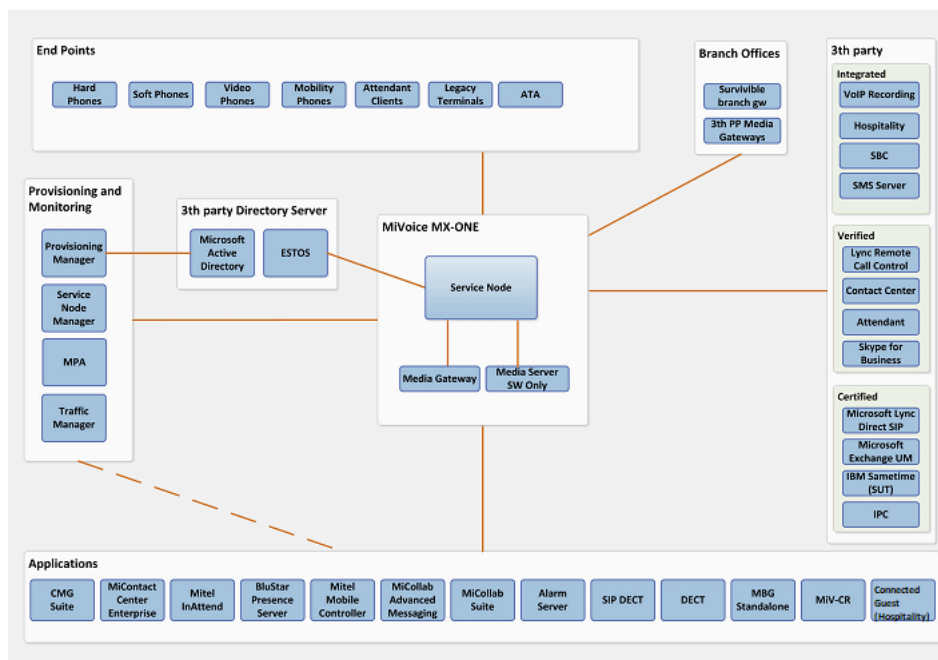 End Points
Hard
Phones
Soft Phones
Video
Phones
Mobility
Phones
Attendant
Clients
Legacy
Terminals
ATA
Branch Offices
Survivible
branch gw
3th PP Media
Gateways
3th party
Integrated
VoIP Recording
Hospitality
SBC
SMS Server
Verified
Lync Remote
Call Control
Contact Center
Attendant
Skype for
Business
Certified
Microsoft Lync
Direct SIP
Microsoft
Exchange UM
IBM Sametime
(SUT)
IPC
Provisioning and
Monitoring
Provisioning
Manager
Service
Node
Manager
MPA
Traffic
Manager
3th party Directory Server
Microsoft
Active
Directory
ESTOS
MiVoice MX-ONE
Service Node
Media Gateway
Media Server
SW Only
Applications
CMG
Suite
MiContact
Center
Enterprise
Mitel
InAttend
BluStar
Presence
Server
Mitel
Mobile
Controller
MiCollab
Advanced
Messaging
MiCollab
Suite
Alarm
Server
SIP DECT
DECT
MBG
Standalone
MiV-CR
Connected
Guest
(Hospitality)